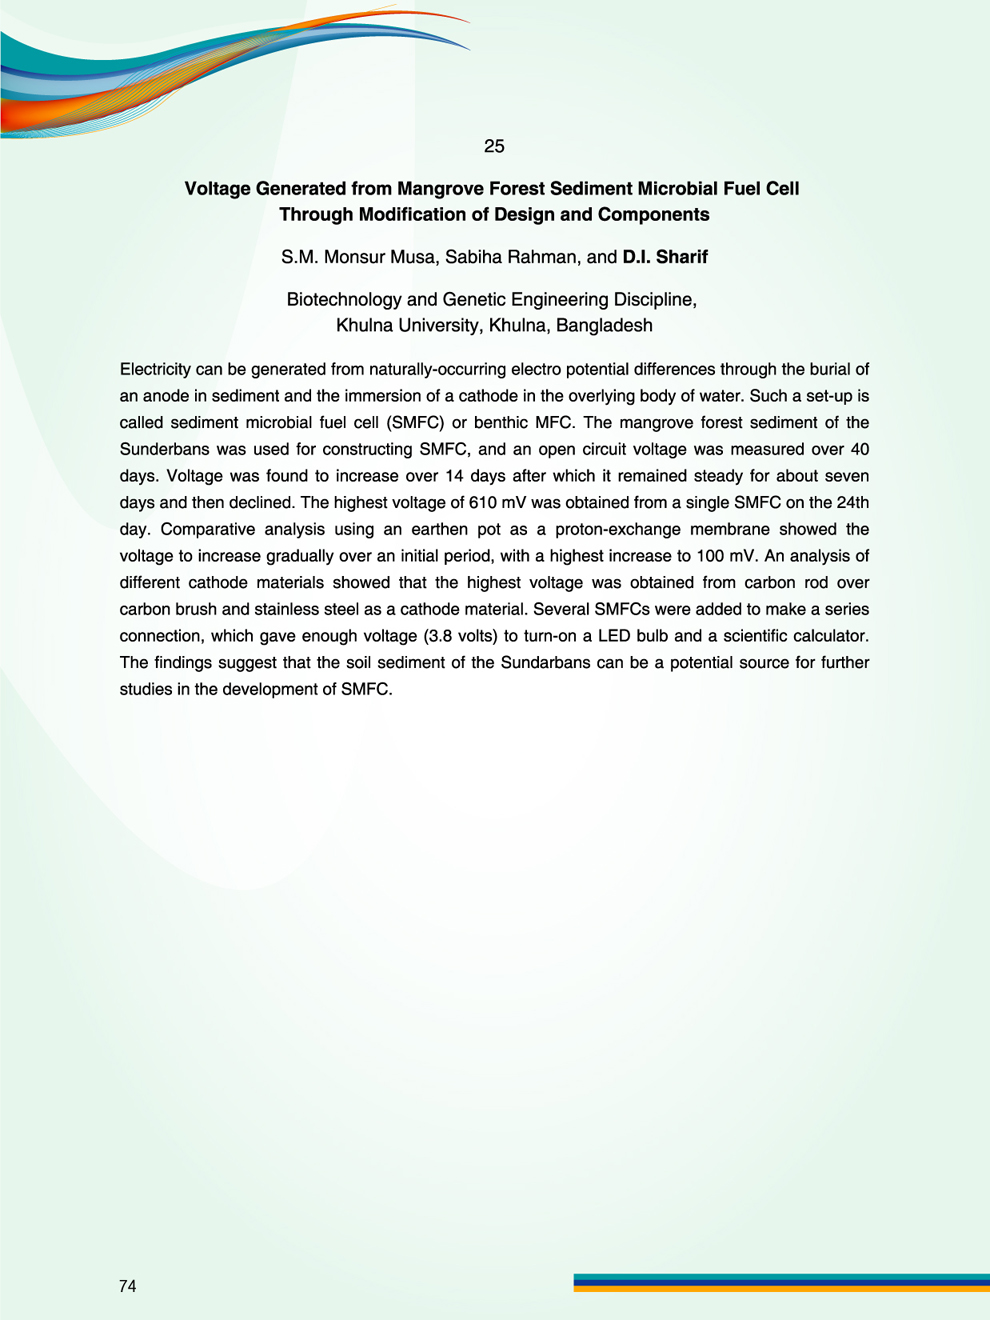 25
Voltage Generated from Mangrove Forest Sediment Microbial Fuel Cell
Through Modification of Design and Components
S.M. Monsur Musa, Sabiha Rahman, and D.I. Sharif
Biotechnology and Genetic Engineering Discipline,
Khulna University, Khulna, Bangladesh
Electricity can be generated from naturally-occurring electro potential differences through the burial of
an anode in sediment and the immersion of a cathode in the overlying body of water. Such a set-up is
called sediment microbial fuel cell (SMFC) or benthic MFC. The mangrove forest sediment of the
Sunderbans was used for constructing SMFC, and an open circuit voltage was measured over 40
days. Voltage was found to increase over 14 days after which it remained steady for about seven
days and then declined. The highest voltage of 610 mV was obtained from a single SMFC on the 24th
day. Comparative analysis using an earthen pot as a proton-exchange membrane showed the
voltage to increase gradually over an initial period, with a highest increase to 100 mV. An analysis of
different cathode materials showed that the highest voltage was obtained from carbon rod over
carbon brush and stainless steel as a cathode material. Several SMFCs were added to make a series
connection, which gave enough voltage (3.8 volts) to turn-on a LED bulb and a scientific calculator.
The findings suggest that the soil sediment of the Sundarbans can be a potential source for further
studies in the development of SMFC.
74